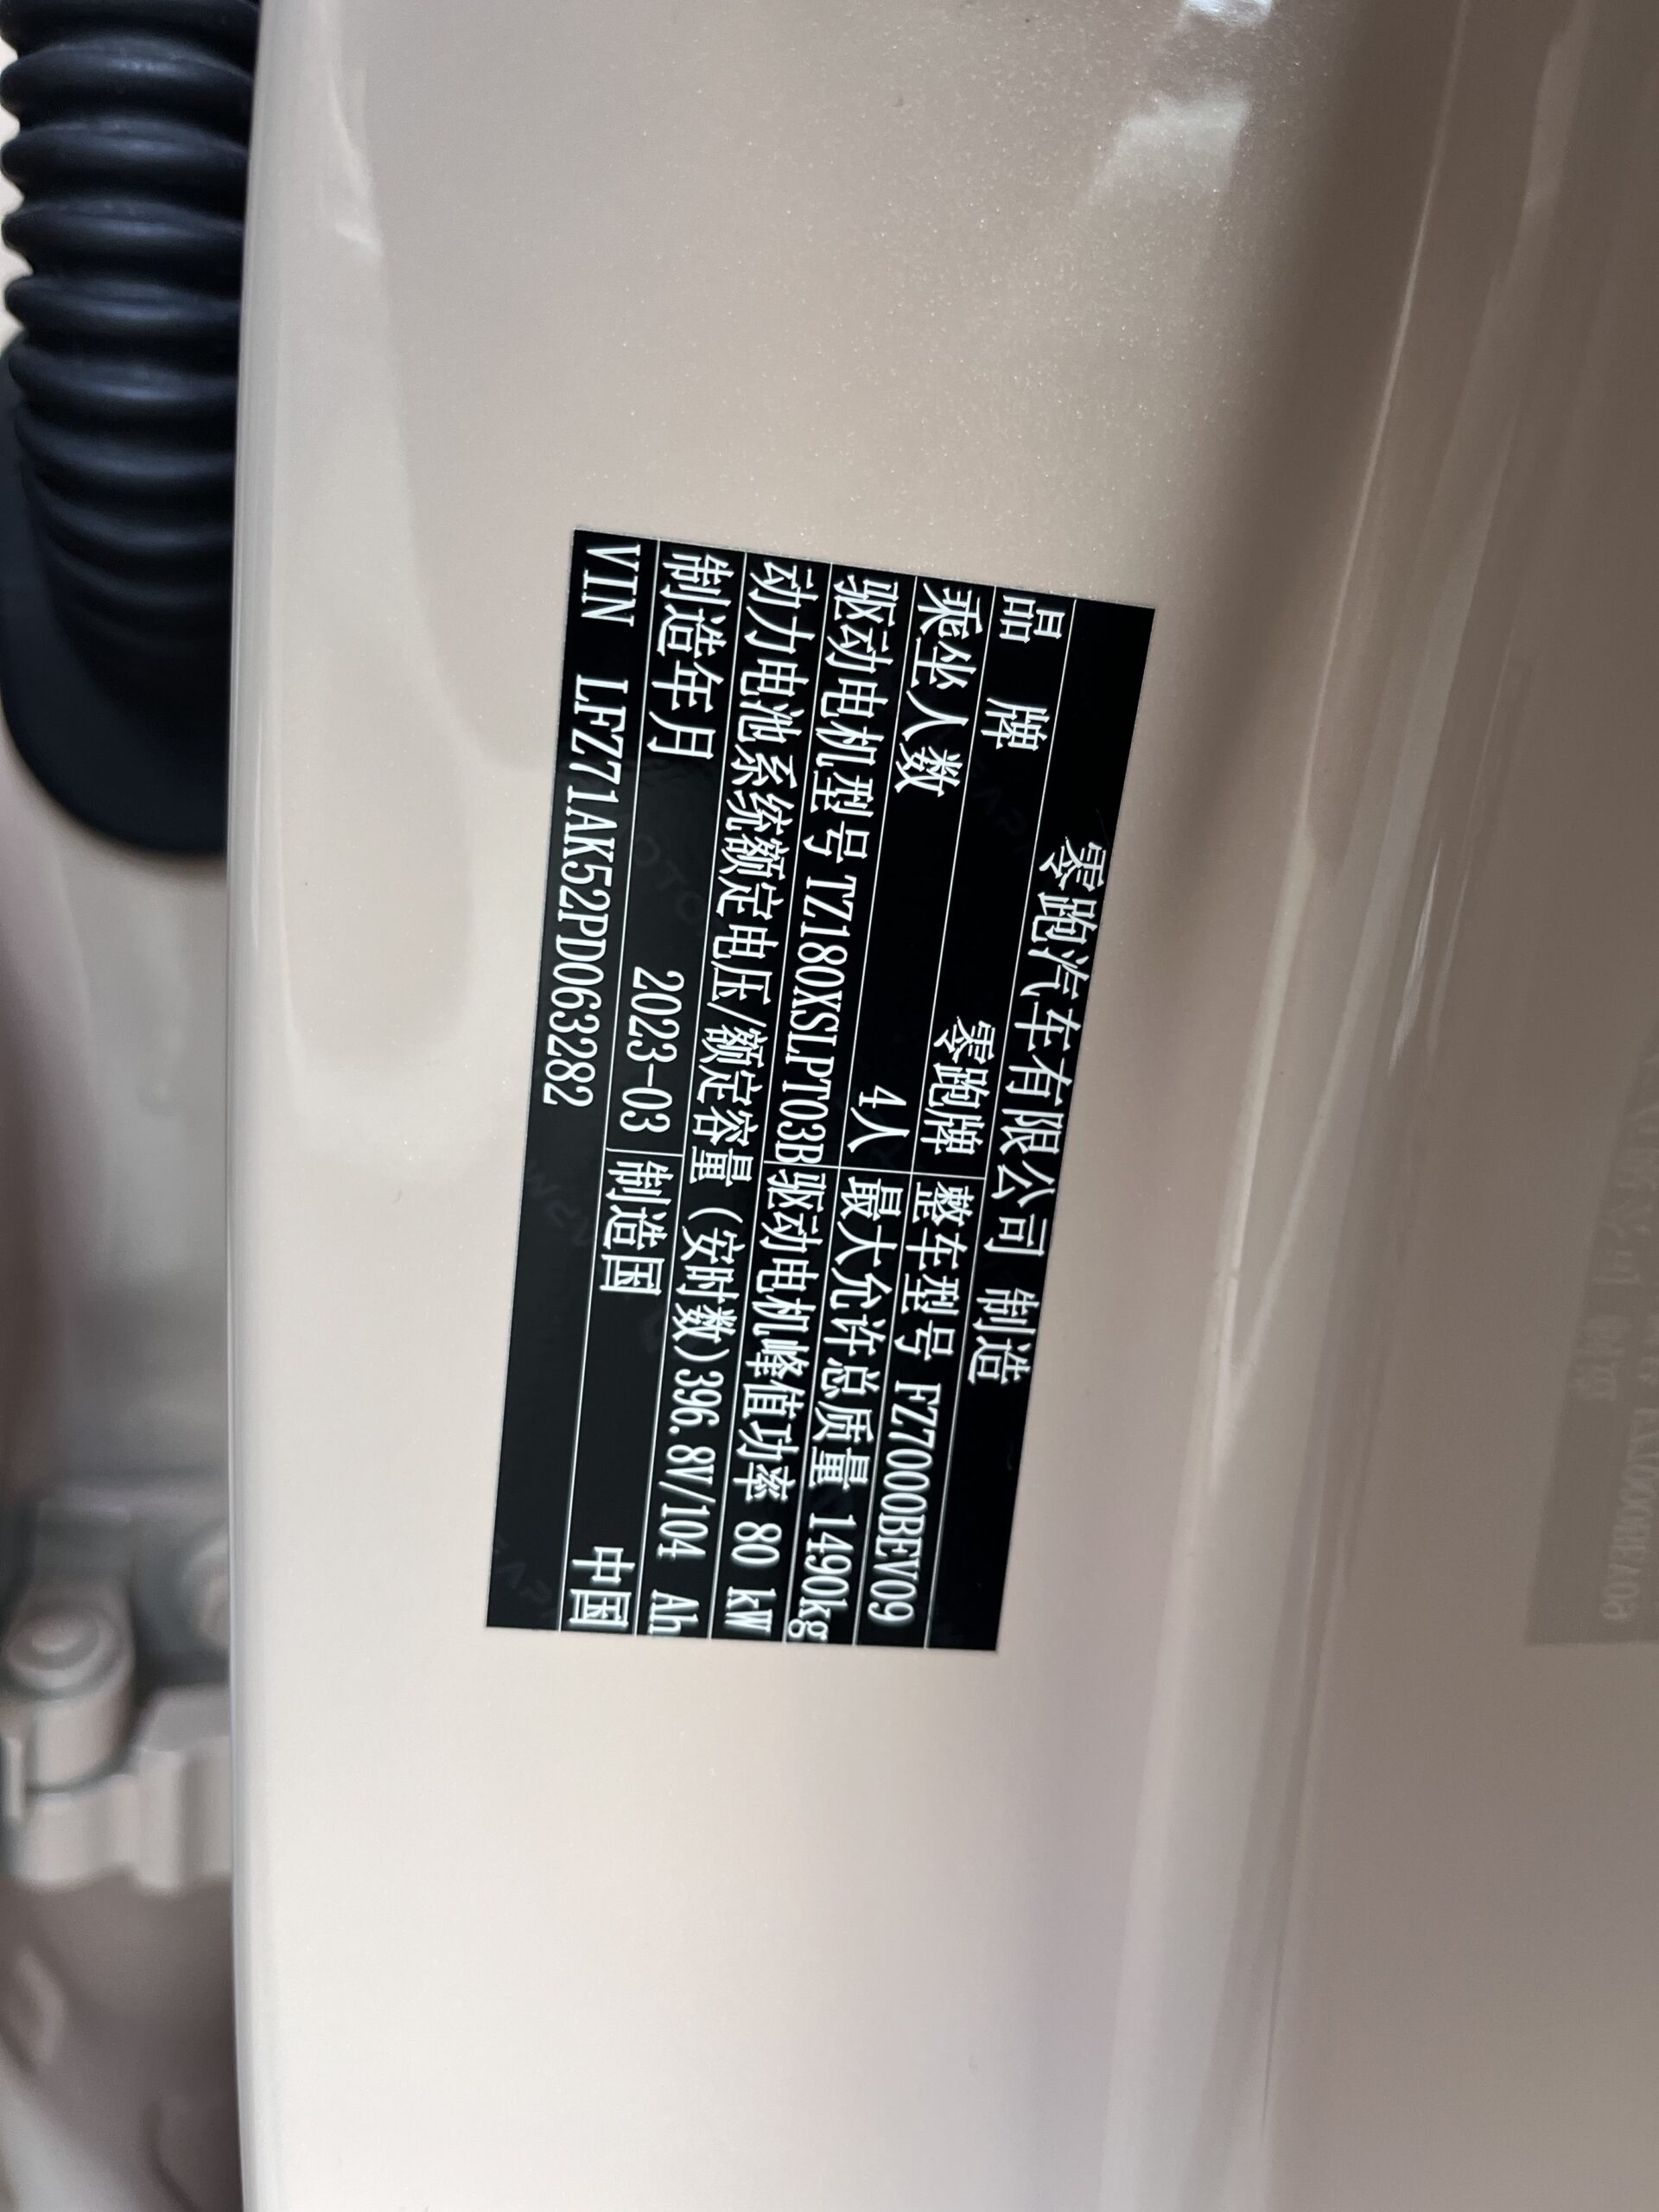 零跑汽车有限公司 制造
品 牌 零跑牌 整车型号 FZ7000BEV09
乘坐人数 4人 最大允许总质量 1490kg
驱动电机型号 TZ180XSLPT03B 驱动电机峰值功率 80 kW
动力电池系统额定电压/额定容量 (安时数) 396.8V/104 Ah
制造年月 2023-03 制造国 中国
VIN LFZ71AK52PD063282